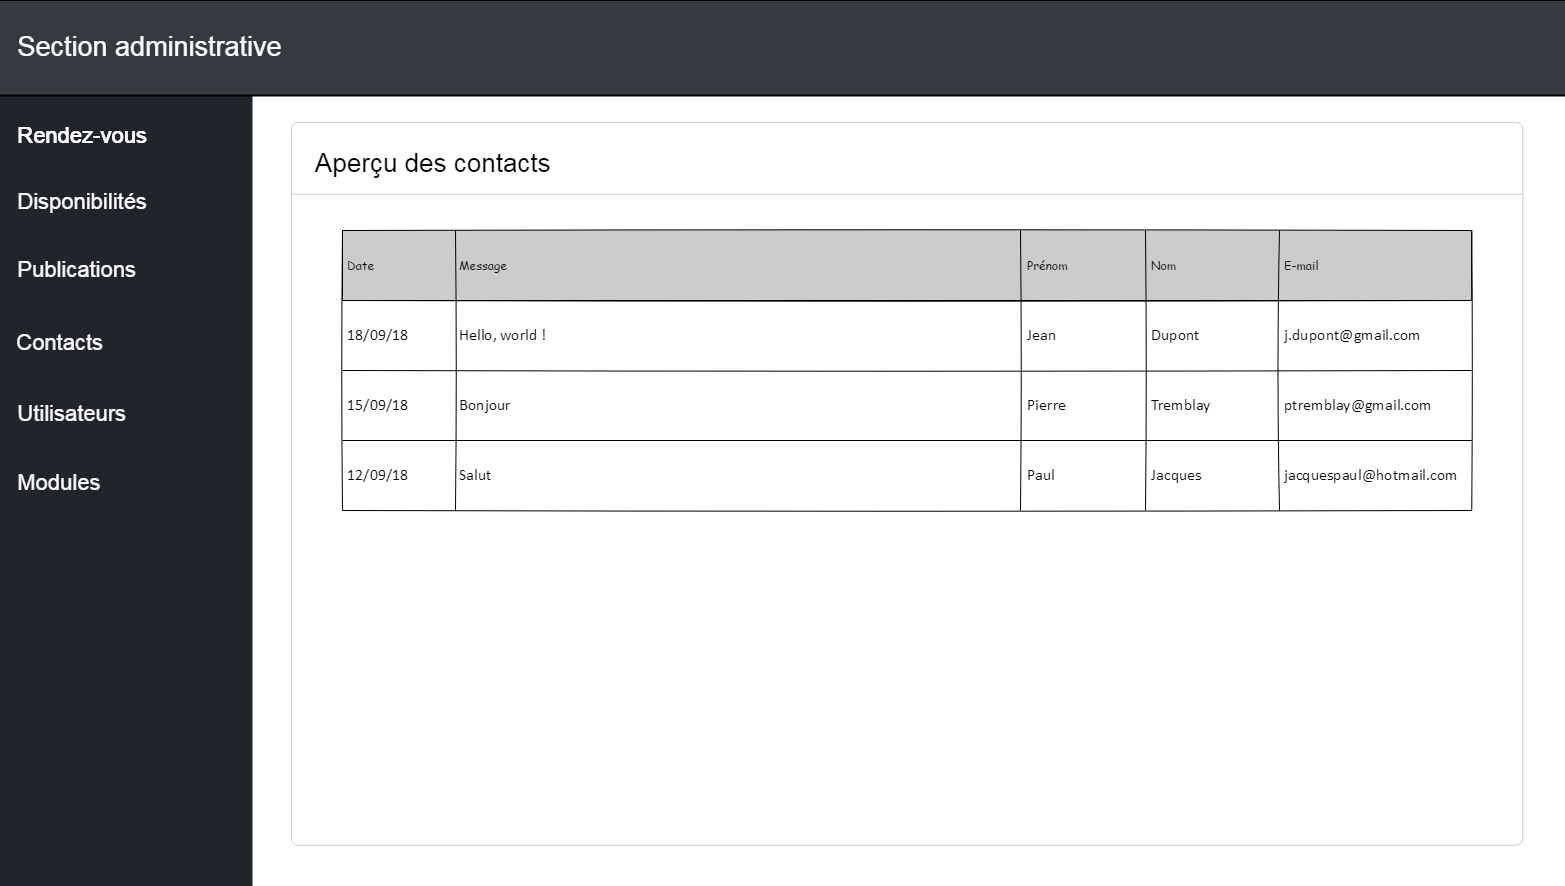 Section administrative
Rendez-vous
Disponibilités
Publications
Contacts
Utilisateurs
Modules
Aperçu des contacts
Date Message Prénom Nom E-mail
18/09/18 Hello, world ! Jean Dupont j.dupont@gmail.com
15/09/18 Bonjour Pierre Tremblay ptremblay@gmail.com
12/09/18 Salut Paul Jacques jacquespaul@hotmail.com